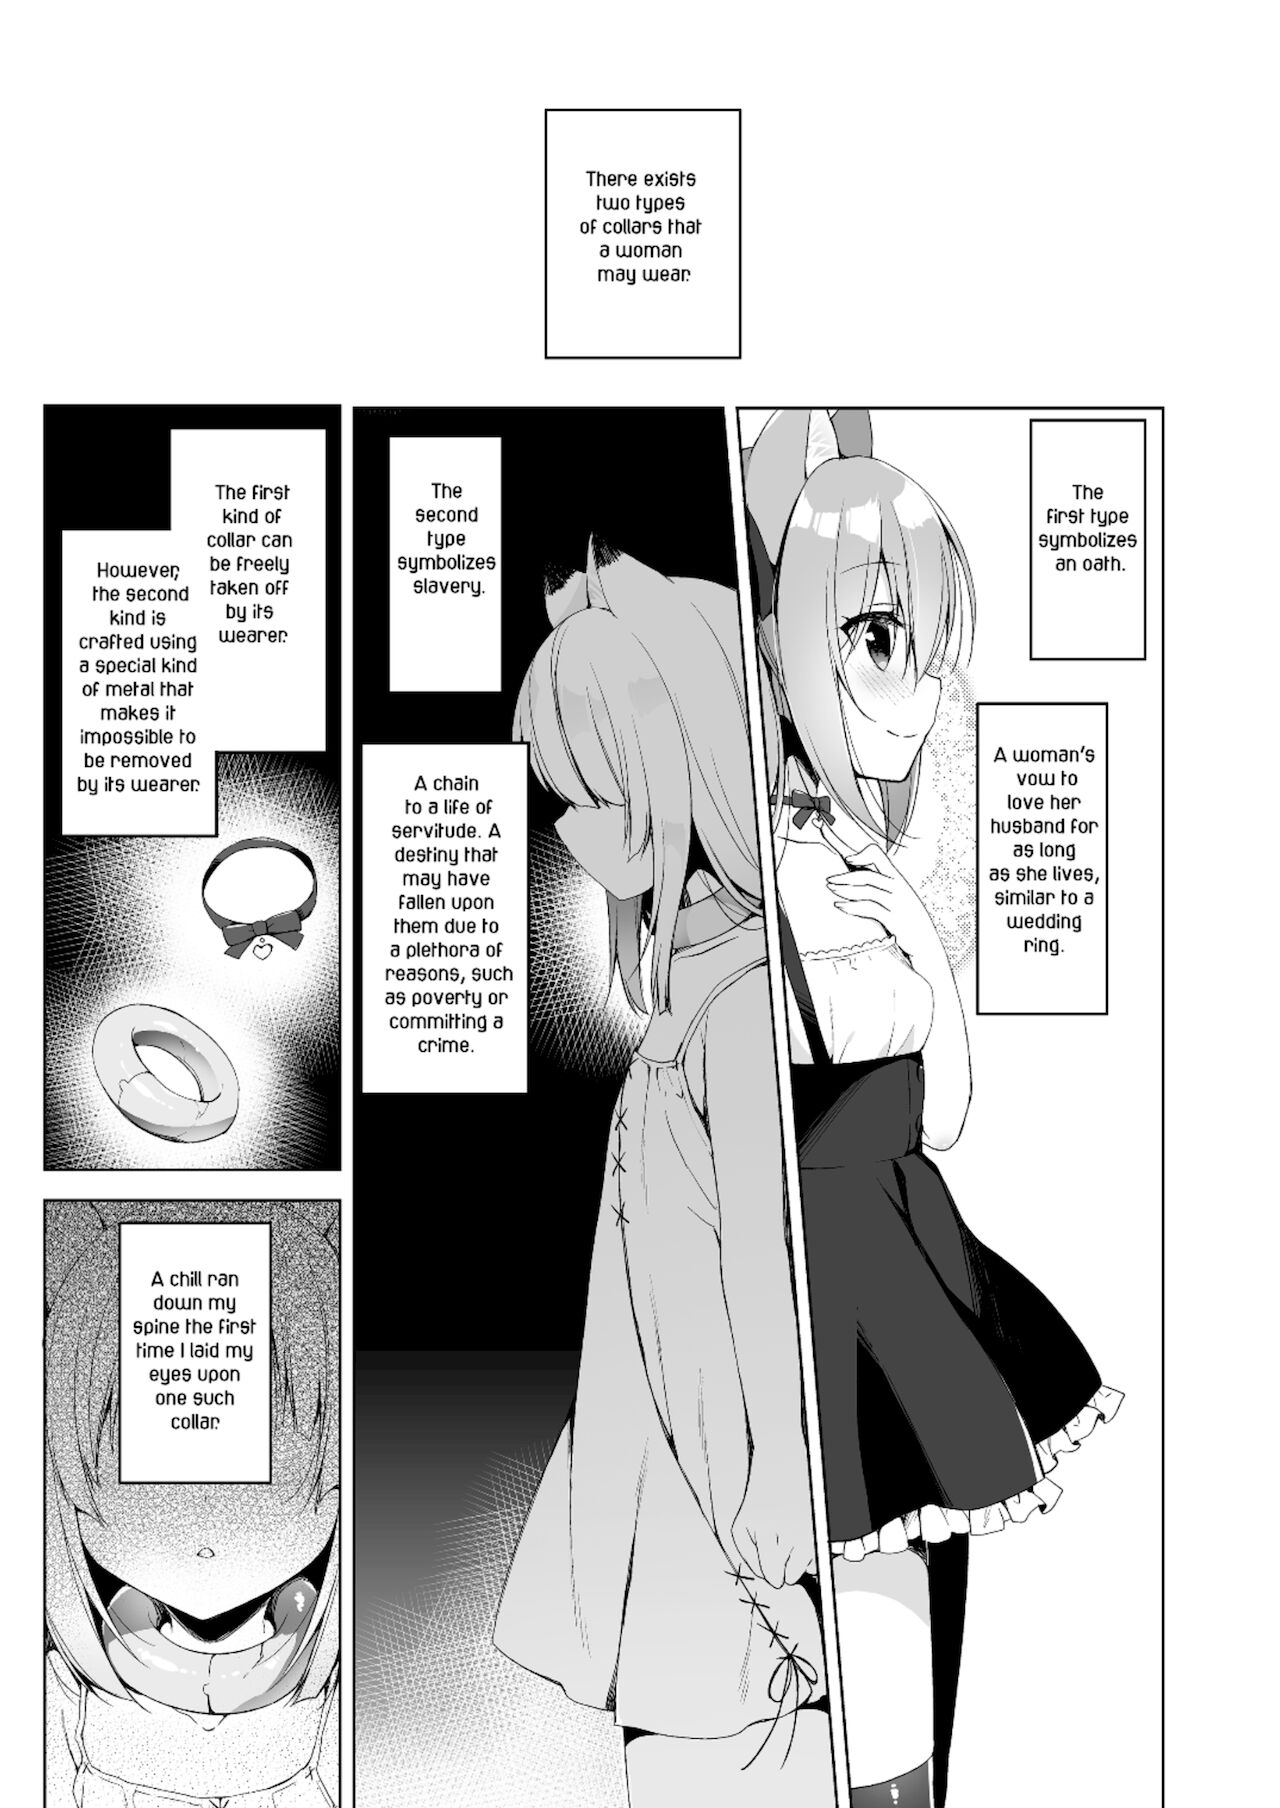 There exists
two types
of collars that
a woman
may wear.
The
first type
symbolizes
an oath.
A woman's
vow to
love her
husband for
as long
as she lives,
similar to a
wedding
ring.
The
second
type
symbolizes
slavery.
A chain
to a life of
servitude. A
destiny that
may have
fallen upon
them due to
a plethora of
reasons, such
as poverty or
committing a
crime.
The first
kind of
collar can
be freely
taken off
by its
wearer.
However,
the second
kind is
crafted using
a special kind
of metal that
makes it
impossible to
be removed
by its wearer.
A chill ran
down my
spine the first
time I laid my
eyes upon
one such
collar.